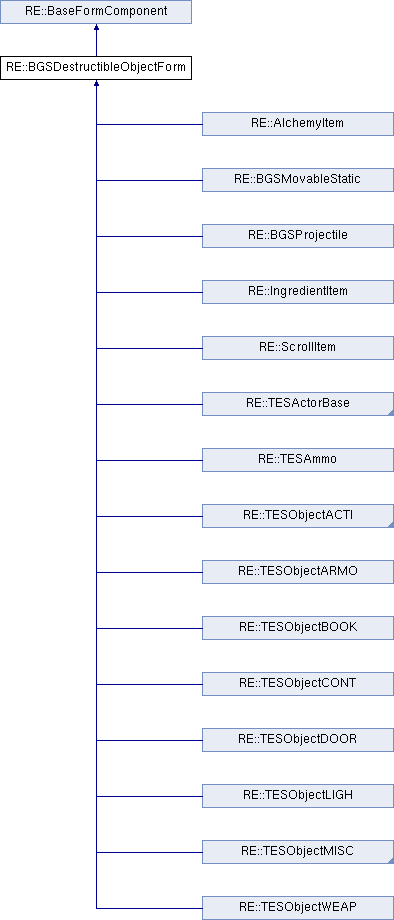 RE::BaseFormComponent
RE::BGSDestructibleObjectForm
RE::AlchemyItem
RE::BGSMovableStatic
RE::BGSProjectile
RE::IngredientItem
RE::ScrollItem
RE::TESActorBase
RE::TESAmmo
RE::TESObjectACTI
RE::TESObjectARMO
RE::TESObjectBOOK
RE::TESObjectCONT
RE::TESObjectDOOR
RE::TESObjectLIGH
RE::TESObjectMISC
RE::TESObjectWEAP